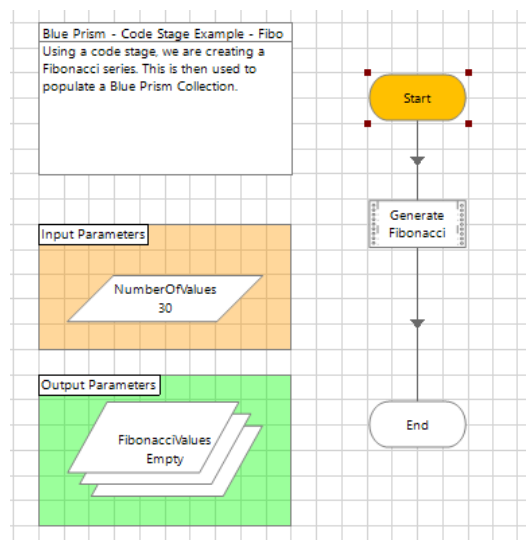 Blue Prism - Code Stage Example - Fibo
Using a code stage, we are creating a
Fibonacci series. This is then used to
populate a Blue Prism Collection.
Start
Generate
Fibonacci
Input Parameters
NumberOfValues
30
Output Parameters
FibonacciValues
Empty
End